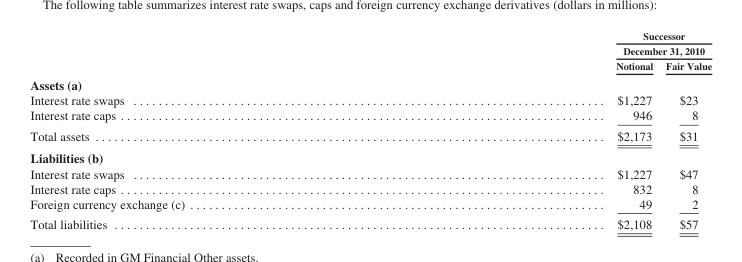 The following table summarizes interest rate swaps, caps and foreign currency exchange derivatives (dollars in millions):
Successor
December 31, 2010
Notional Fair Value
Assets (a)
Interest rate swaps ........................................................................ $1,227 $23
Interest rate caps .......................................................................... 946 8
Total assets .............................................................................. $2,173 $31
Liabilities (b)
Interest rate swaps ........................................................................ $1,227 $47
Interest rate caps .......................................................................... 832 8
Foreign currency exchange (c) ............................................................... 49 2
Total liabilities ........................................................................... $2,108 $57
(a) Recorded in GM Financial Other assets.